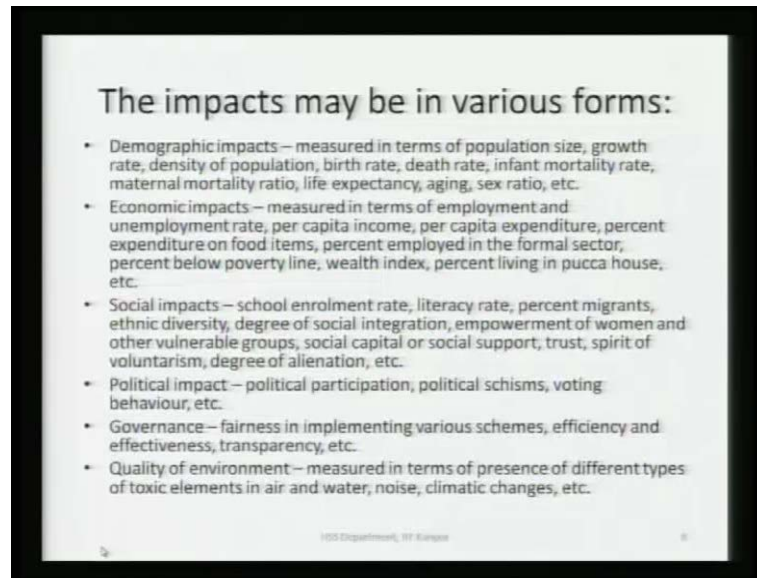 The impacts may be in various forms:
• Demographic impacts – measured in terms of population size, growth
rate, density of population, birth rate, death rate, infant mortality rate,
maternal mortality ratio, life expectancy, aging, sex ratio, etc.
• Economic impacts – measured in terms of employment and
unemployment rate, per capita income, per capita expenditure, percent
expenditure on food items, percent employed in the formal sector,
percent below poverty line, wealth index, percent living in pucca house,
etc.
• Social impacts – school enrolment rate, literacy rate, percent migrants,
ethnic diversity, degree of social integration, empowerment of women and
other vulnerable groups, social capital or social support, trust, spirit of
voluntarism, degree of alienation, etc.
• Political impact – political participation, political schisms, voting
behaviour, etc.
• Governance – fairness in implementing various schemes, efficiency and
effectiveness, transparency, etc.
• Quality of environment – measured in terms of presence of different types
of toxic elements in air and water, noise, climatic changes, etc.
HSS Department, IIT Kanpur